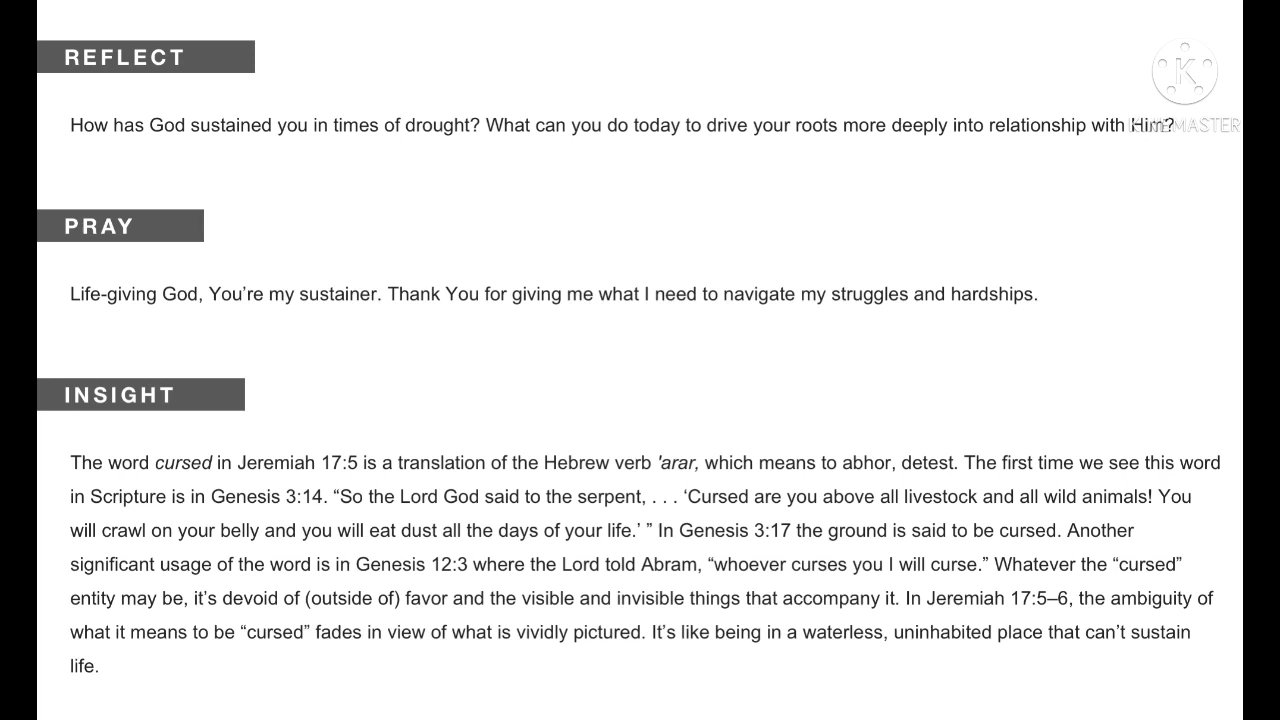 REFLECT
How has God sustained you in times of drought? What can you do today to drive your roots more deeply into relationship with Him?
K
KINEMASTER
PRAY
Life-giving God, You’re my sustainer. Thank You for giving me what I need to navigate my struggles and hardships.
INSIGHT
The word cursed in Jeremiah 17:5 is a translation of the Hebrew verb 'arar, which means to abhor, detest. The first time we see this word
in Scripture is in Genesis 3:14. “So the Lord God said to the serpent, . . . ‘Cursed are you above all livestock and all wild animals! You
will crawl on your belly and you will eat dust all the days of your life.’ ” In Genesis 3:17 the ground is said to be cursed. Another
significant usage of the word is in Genesis 12:3 where the Lord told Abram, “whoever curses you I will curse.” Whatever the “cursed”
entity may be, it’s devoid of (outside of) favor and the visible and invisible things that accompany it. In Jeremiah 17:5–6, the ambiguity of
what it means to be “cursed” fades in view of what is vividly pictured. It’s like being in a waterless, uninhabited place that can’t sustain
life.